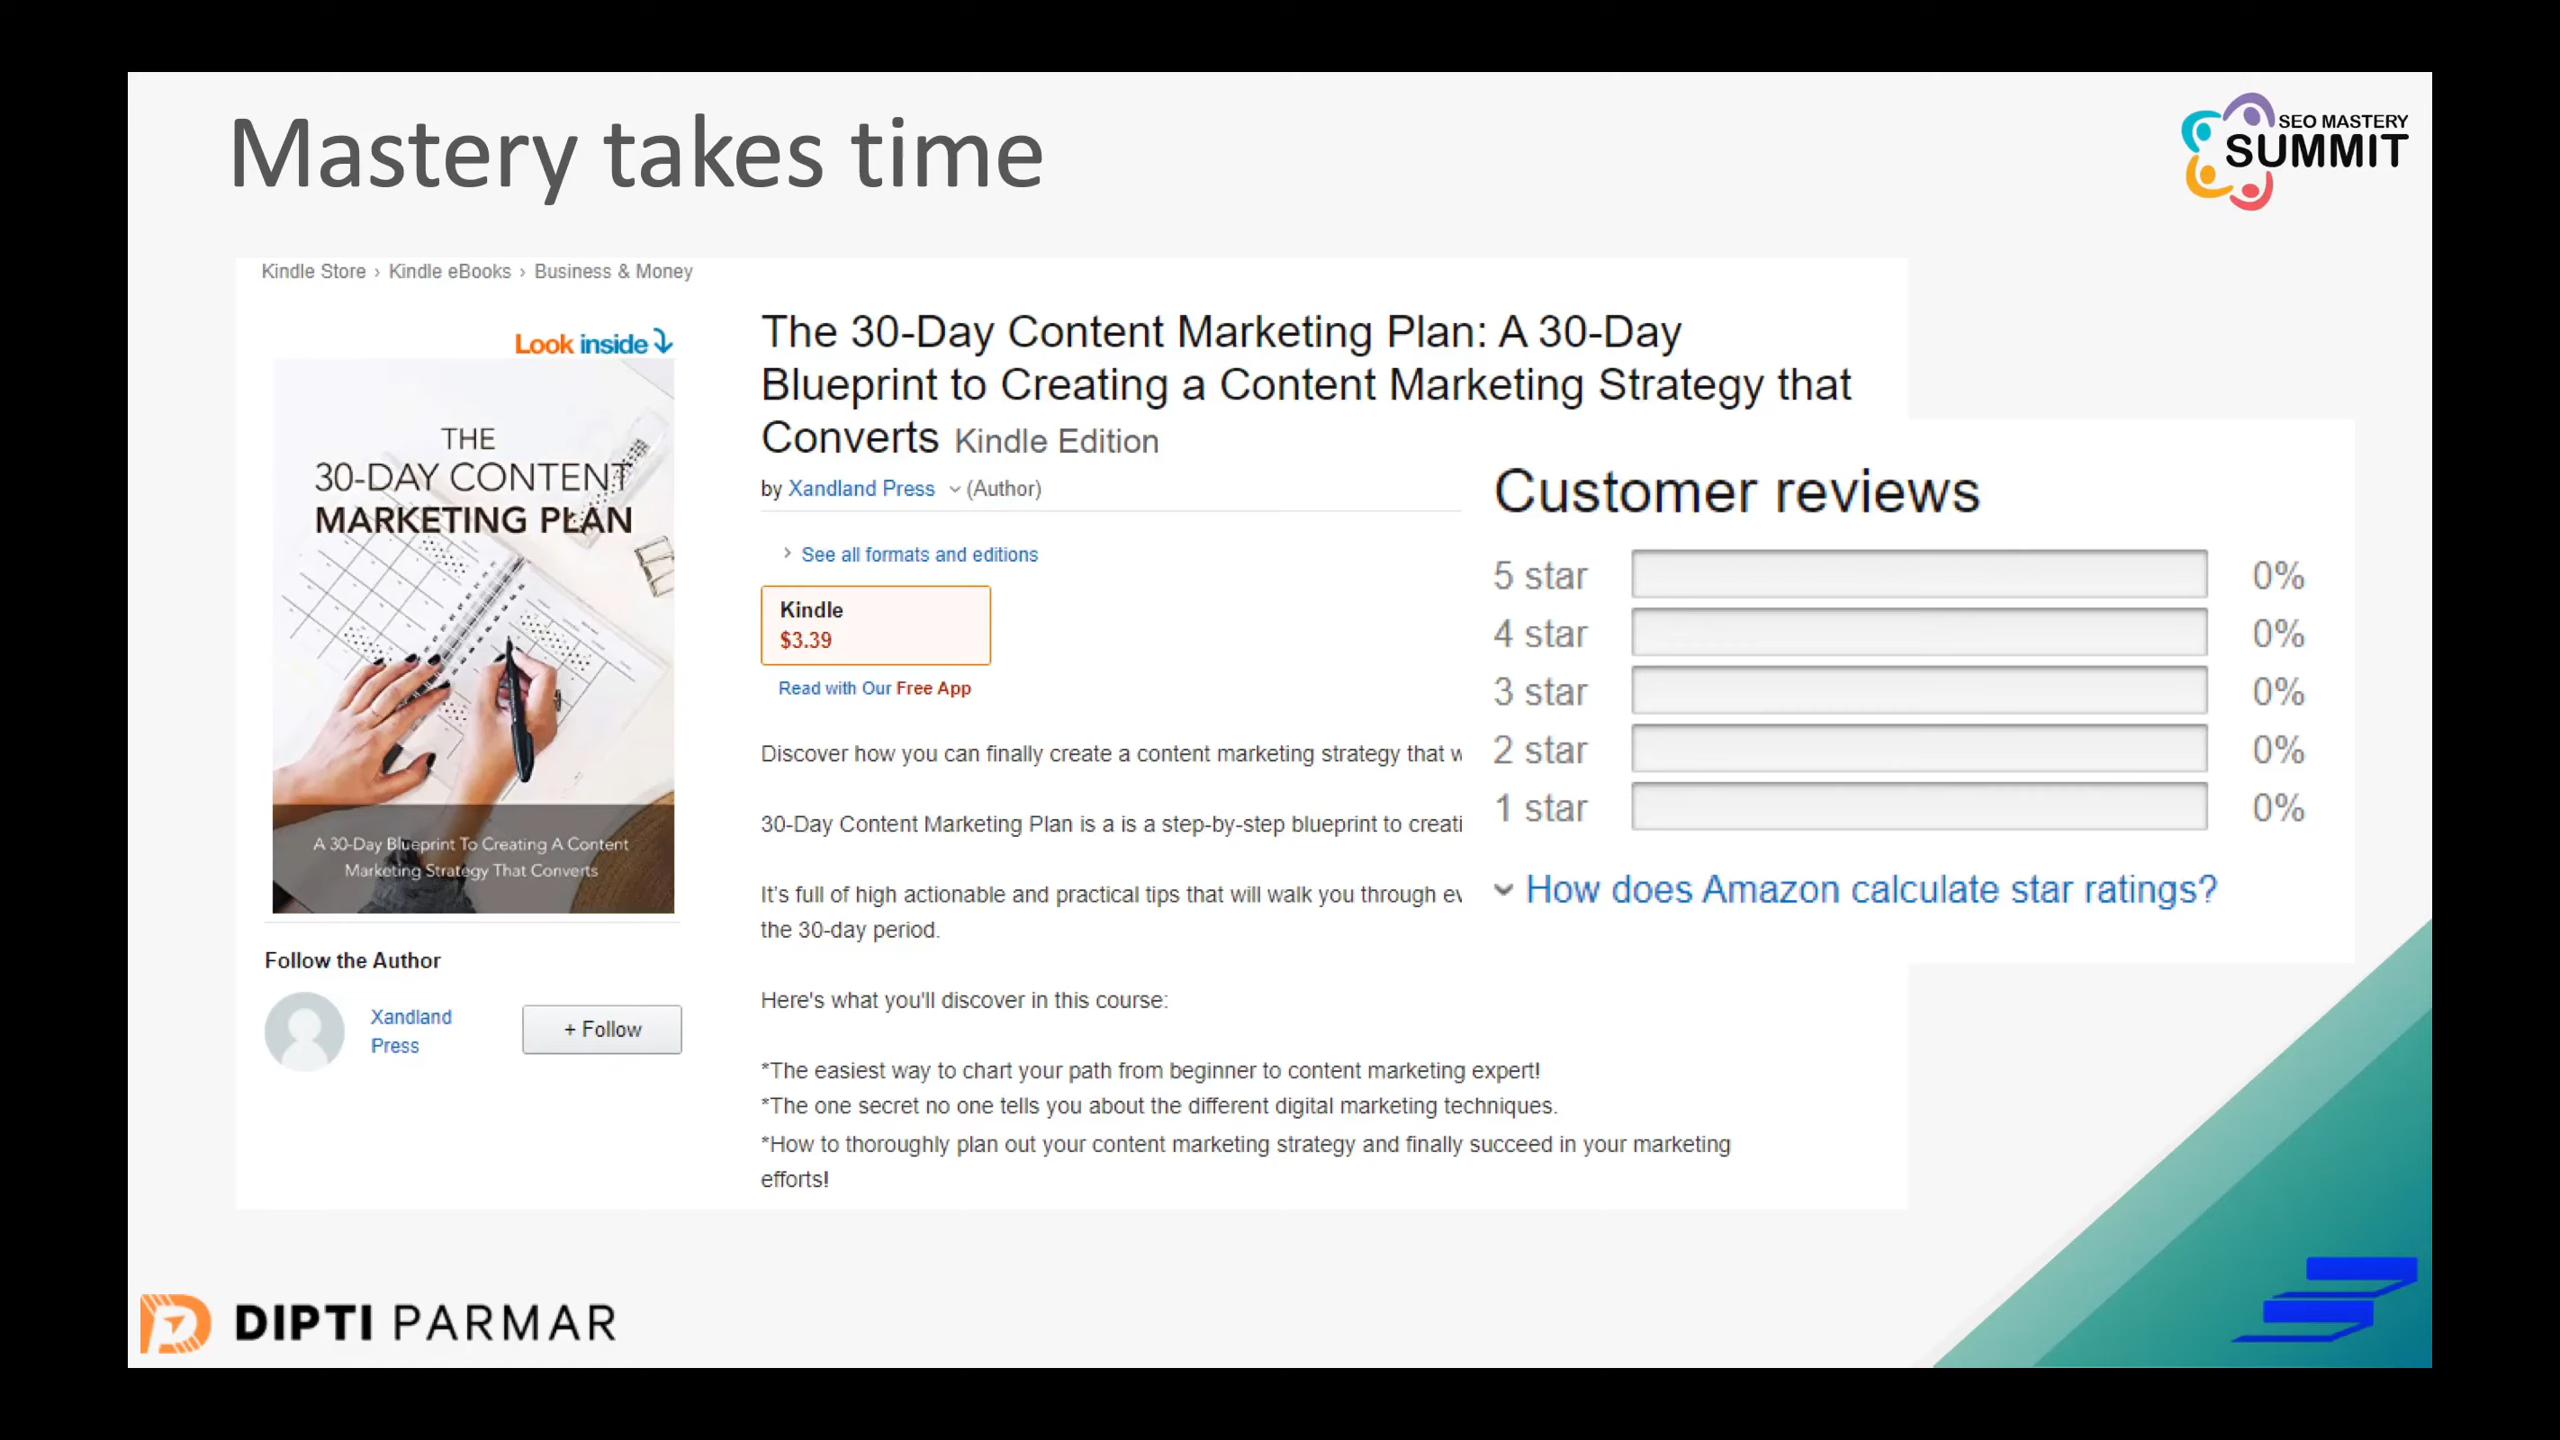 Mastery takes time
SEO MASTERY
SUMMIT
Kindle Store › Kindle eBooks › Business & Money
Look inside
THE
30-DAY CONTENT
MARKETING PLAN
A 30-Day Blueprint To Creating A Content
Marketing Strategy That Converts
Follow the Author
Xandland
Press
+ Follow
The 30-Day Content Marketing Plan: A 30-Day
Blueprint to Creating a Content Marketing Strategy that
Converts Kindle Edition
by Xandland Press (Author)
See all formats and editions
Kindle
$3.39
Read with Our Free App
Discover how you can finally create a content marketing strategy that w
30-Day Content Marketing Plan is a is a step-by-step blueprint to creati
It's full of high actionable and practical tips that will walk you through ev
the 30-day period.
Here's what you'll discover in this course:
*The easiest way to chart your path from beginner to content marketing expert!
*The one secret no one tells you about the different digital marketing techniques.
*How to thoroughly plan out your content marketing strategy and finally succeed in your marketing
efforts!
Customer reviews
5 star 0%
4 star 0%
3 star 0%
2 star 0%
1 star 0%
How does Amazon calculate star ratings?
DIPTI PARMAR